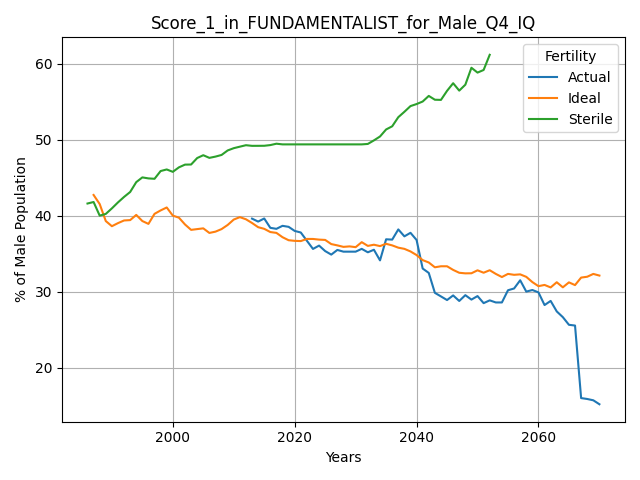 Score_1_in_FUNDAMENTALIST_for_Male_Q4_IQ
Fertility
Actual
Ideal
Sterile
% of Male Population
60
50
40
30
20
2000
2020
2040
2060
Years